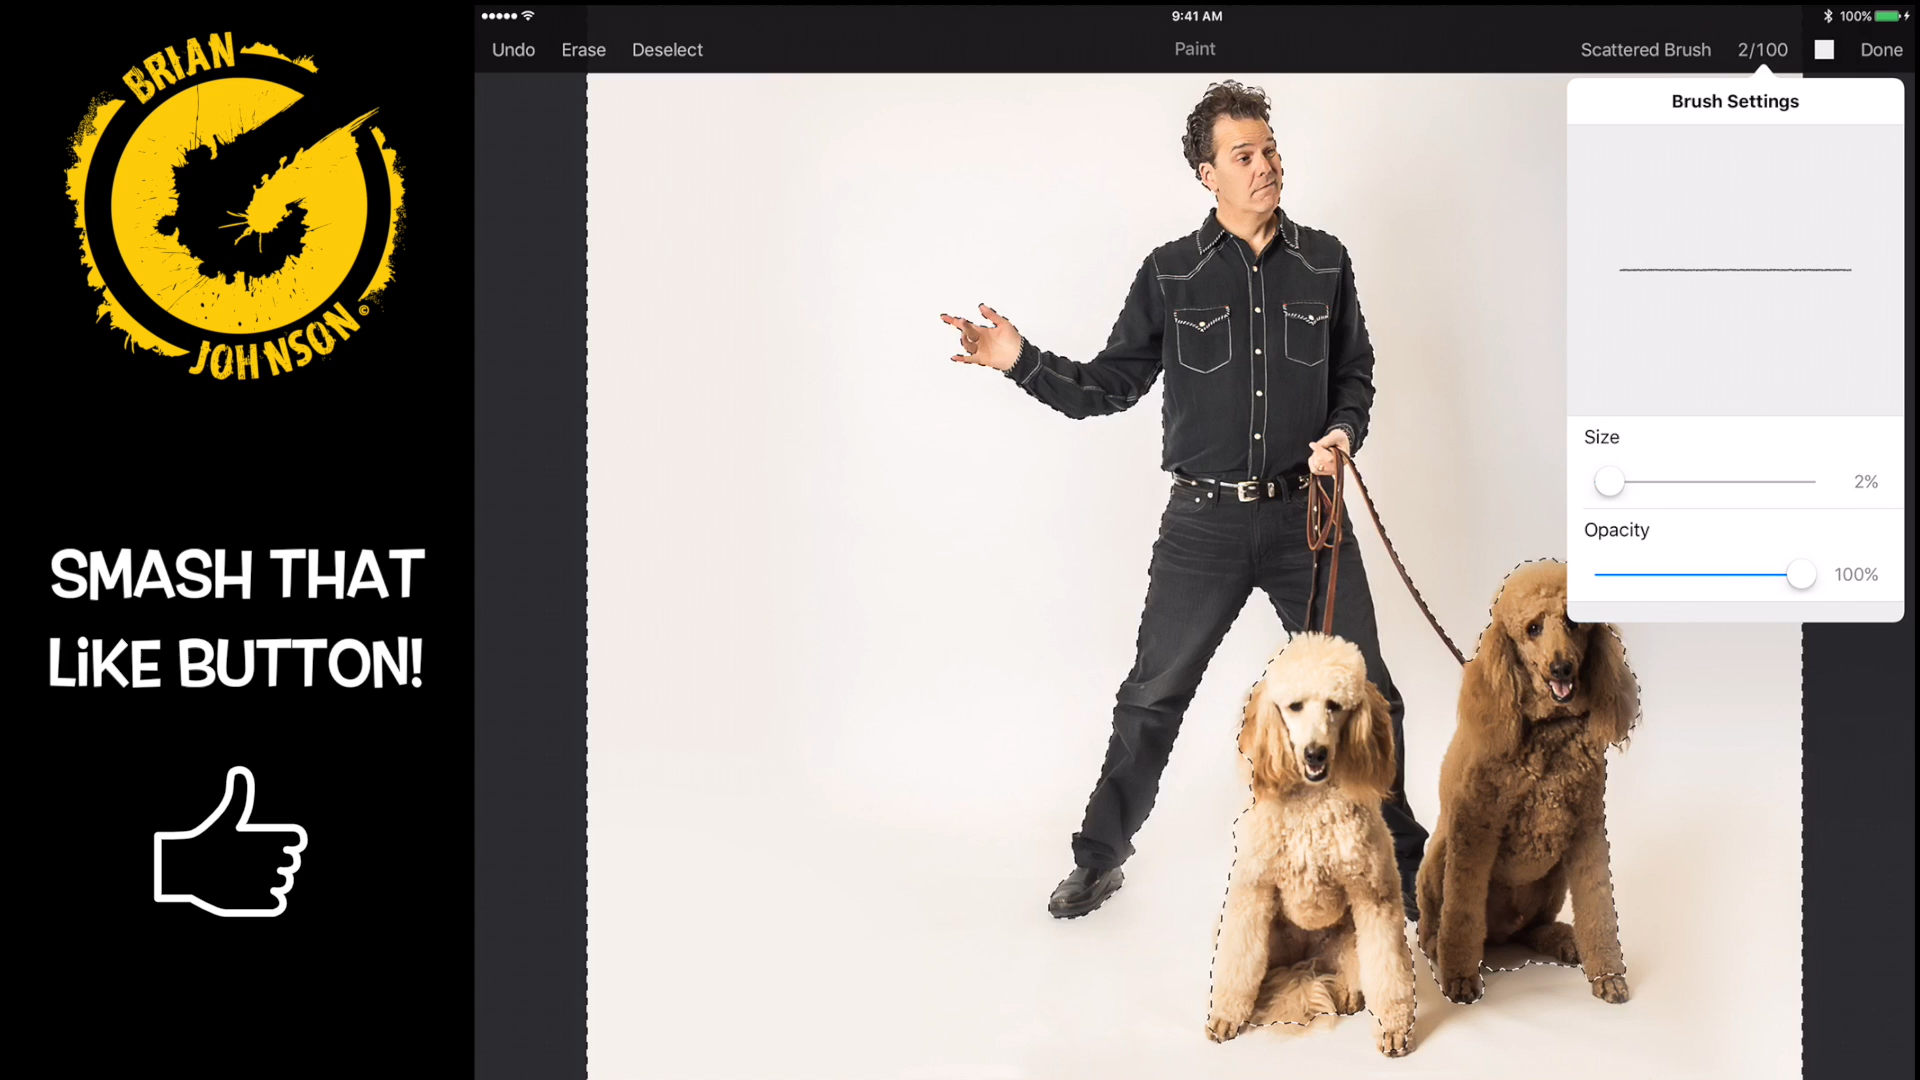 BRIAN
JOHNSON ©
SMASH THAT
LiKE BUTTON!
9:41 AM
100%
Undo
Erase
Deselect
Paint
Scattered Brush
2/100
Done
Brush Settings
Size
2%
Opacity
100%